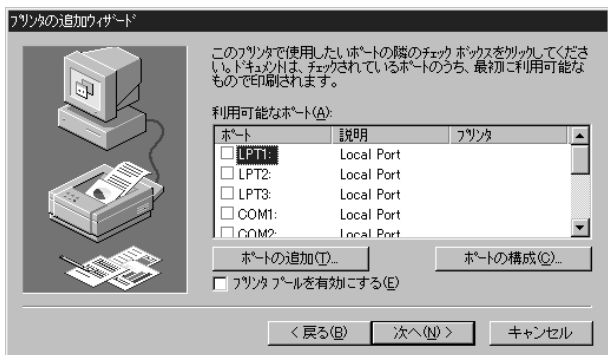 プリンタの追加ウィザード
このプリンタで使用したいポートの隣のチェック ボックスをクリックしてくださ
い。ドキュメントは、チェックされているポートのうち、最初に利用可能な
もので印刷されます。
利用可能なポート(A):
ポート 説明 プリンタ
LPT1: Local Port
LPT2: Local Port
LPT3: Local Port
COM1: Local Port
COM2: Local Port
ポートの追加(T)... ポートの構成(C)...
プリンタ プールを有効にする(E)
< 戻る(B) 次へ(N) > キャンセル